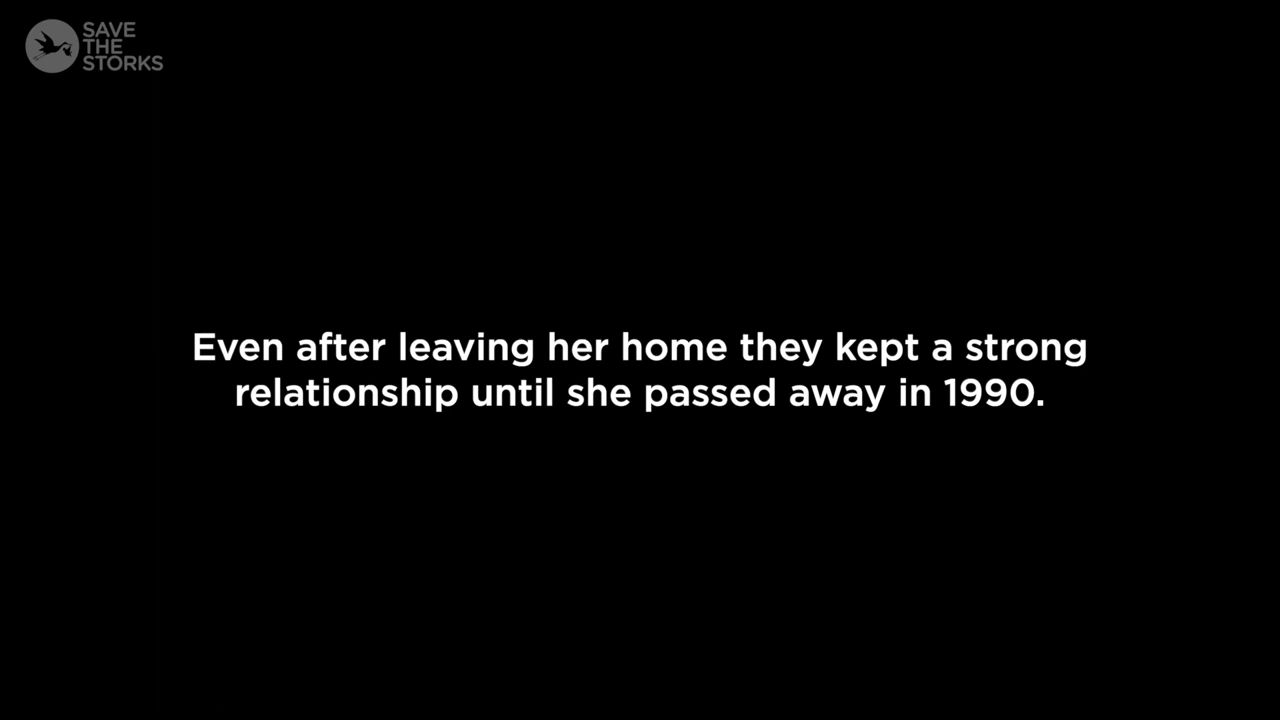 SAVE
THE
STORKS
Even after leaving her home they kept a strong
relationship until she passed away in 1990.